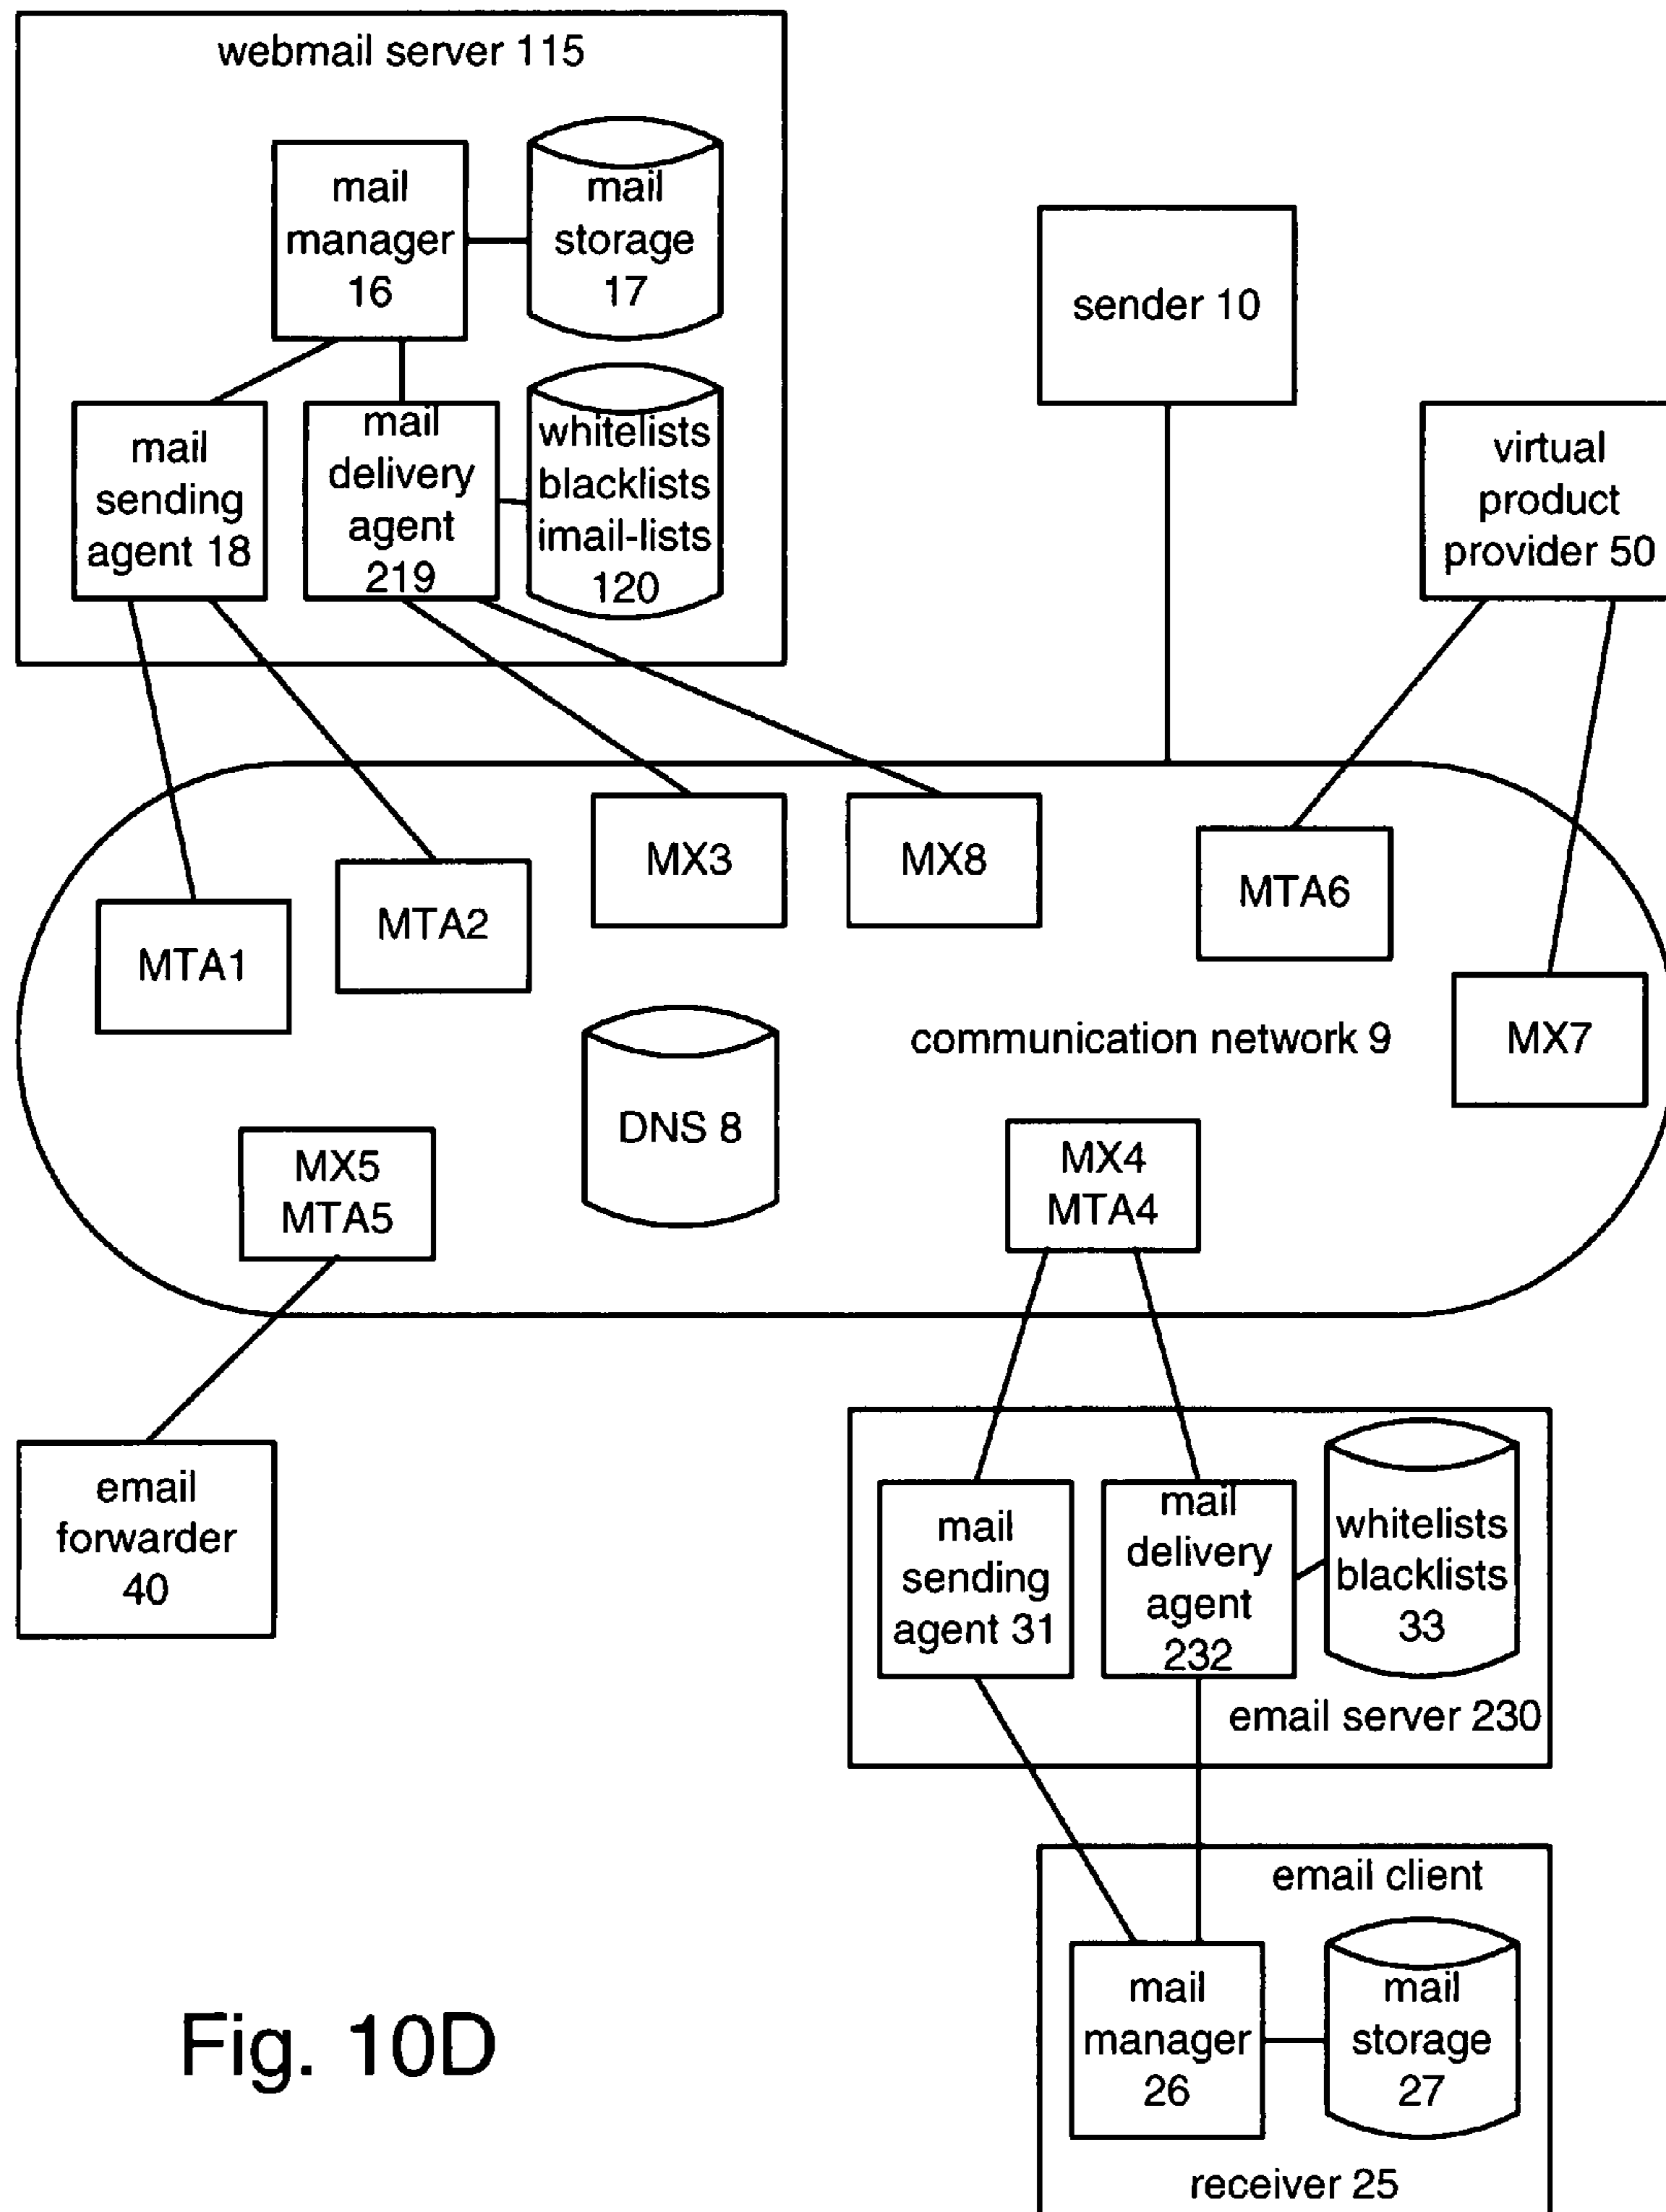 webmail server 115
mail
manager
16
mail
storage
17
sender 10
mail
sending
agent 18
mail
delivery
agent
219
whitelists
blacklists
imail-lists
120
virtual
product
provider 50
MTA1
MTA2
MX3
MX8
MTA6
MX7
communication network 9
DNS 8
MX5
MTA5
MX4
MTA4
email
forwarder
40
mail
sending
agent 31
mail
delivery
agent
232
whitelists
blacklists
33
email server 230
email client
mail
manager
26
mail
storage
27
receiver 25
Fig. 10D